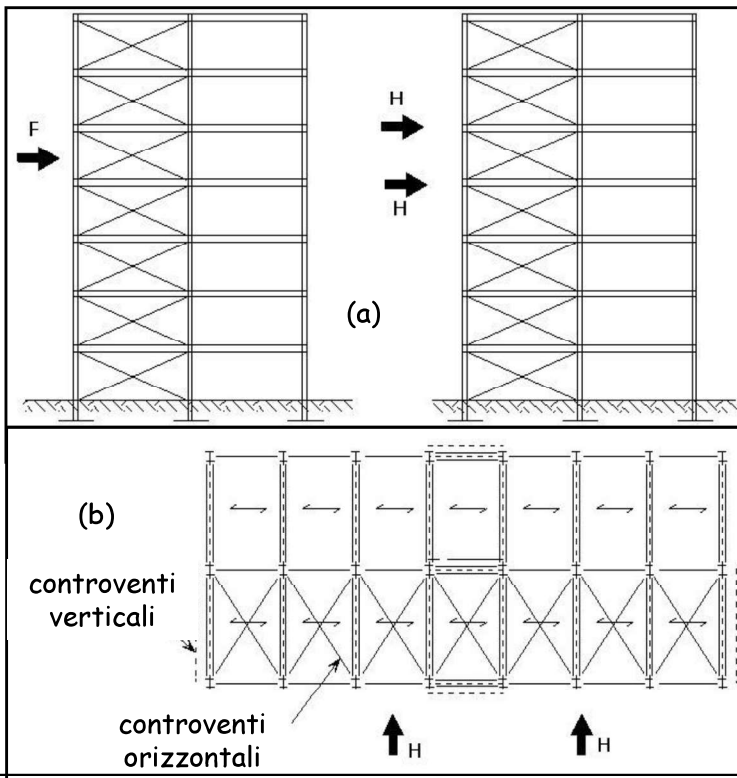 F
H
H
(a)
(b)
controventi
verticali
controventi
orizzontali
H
H